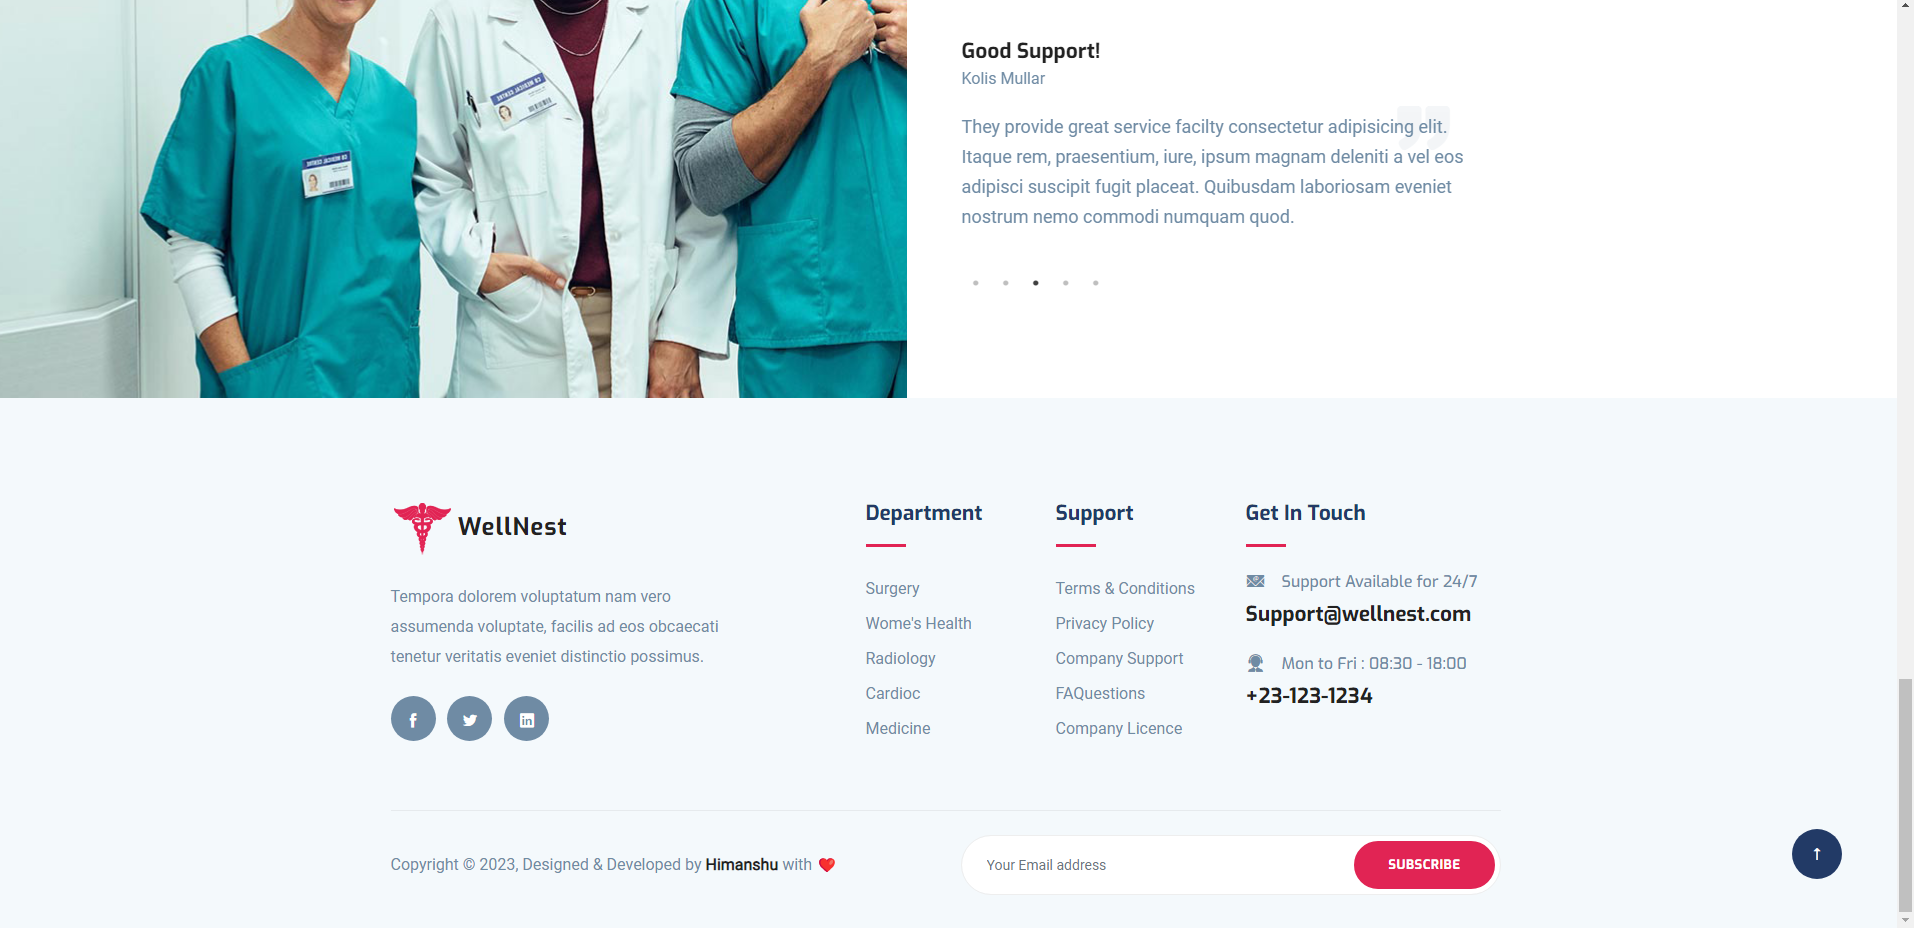 Good Support!
Kolis Mullar
They provide great service facilty consectetur adipisicing elit.
Itaque rem, praesentium, iure, ipsum magnam deleniti a vel eos
adipisci suscipit fugit placeat. Quibusdam laboriosam eveniet
nostrum nemo commodi numquam quod.
WellNest
Tempora dolorem voluptatum nam vero
assumenda voluptate, facilis ad eos obcaecati
tenetur veritatis eveniet distinctio possimus.
Department
Surgery
Wome's Health
Radiology
Cardioc
Medicine
Support
Terms & Conditions
Privacy Policy
Company Support
FAQuestions
Company Licence
Get In Touch
Support Available for 24/7
Support@wellnest.com
Mon to Fri : 08:30 - 18:00
+23-123-1234
Copyright © 2023, Designed & Developed by Himanshu with ❤️
Your Email address
SUBSCRIBE